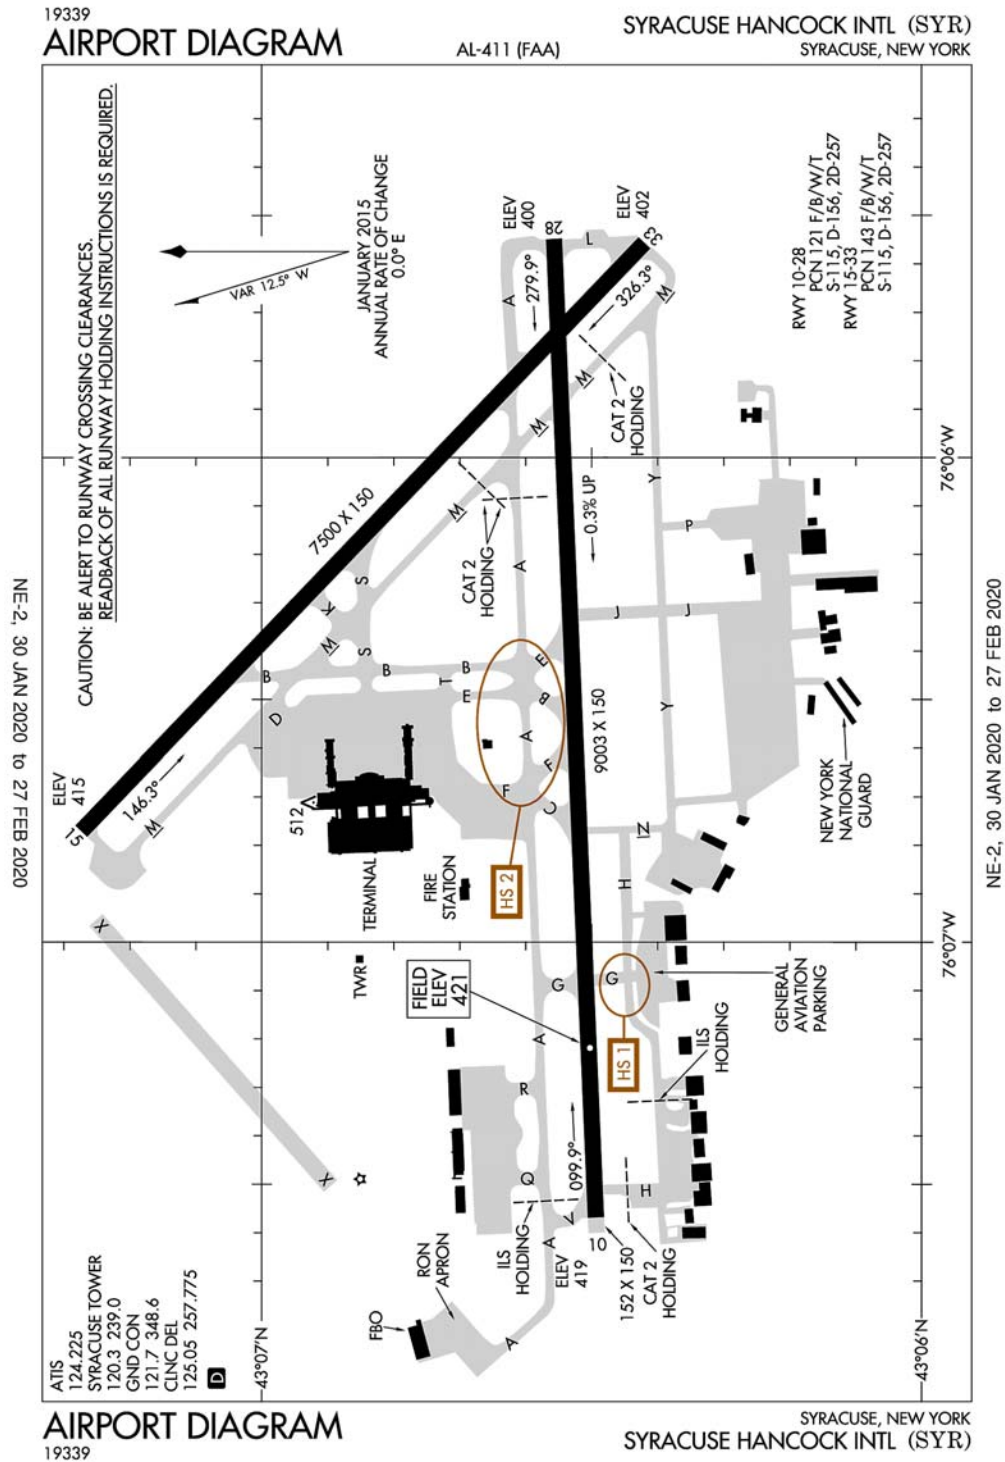 19339
AIRPORT DIAGRAM
AL-411 (FAA)
SYRACUSE HANCOCK INTL (SYR)
SYRACUSE, NEW YORK
CAUTION: BE ALERT TO RUNWAY CROSSING CLEARANCES.
READBACK OF ALL RUNWAY HOLDING INSTRUCTIONS IS REQUIRED.
VAR 12.5° W
JANUARY 2015
ANNUAL RATE OF CHANGE
0.0° E
ELEV
400
28
L
ELEV
402
33
RWY 10-28
PCN 121 F/B/W/T
S-115, D-156, 2D-257
RWY 15-33
PCN 143 F/B/W/T
S-115, D-156, 2D-257
A
279.9°
326.3°
M
M
M
CAT 2
HOLDING
76°06'W
7500 X 150
M
CAT 2
HOLDING
0.3% UP
Y
P
A
K
S
M
S
J
J
B
B
B
T
E
E
B
D
A
F
F
C
9003 X 150
Y
N
NEW YORK
NATIONAL
GUARD
ELEV
415
15
146.3°
M
512
TERMINAL
FIRE
STATION
HS 2
H
76°07'W
X
X
TWR
FIELD
ELEV
421
G
G
HS 1
GENERAL
AVIATION
PARKING
ILS
HOLDING
A
R
Q
099.9°
H
ILS
HOLDING
A
ELEV
419
10
152 X 150
CAT 2
HOLDING
RON
APRON
FBO
A
ATIS
124.225
SYRACUSE TOWER
120.3 239.0
GND CON
121.7 348.6
CLNC DEL
125.05 257.775
D
43°07'N
43°06'N
NE-2, 30 JAN 2020 to 27 FEB 2020
NE-2, 30 JAN 2020 to 27 FEB 2020
AIRPORT DIAGRAM
19339
SYRACUSE, NEW YORK
SYRACUSE HANCOCK INTL (SYR)